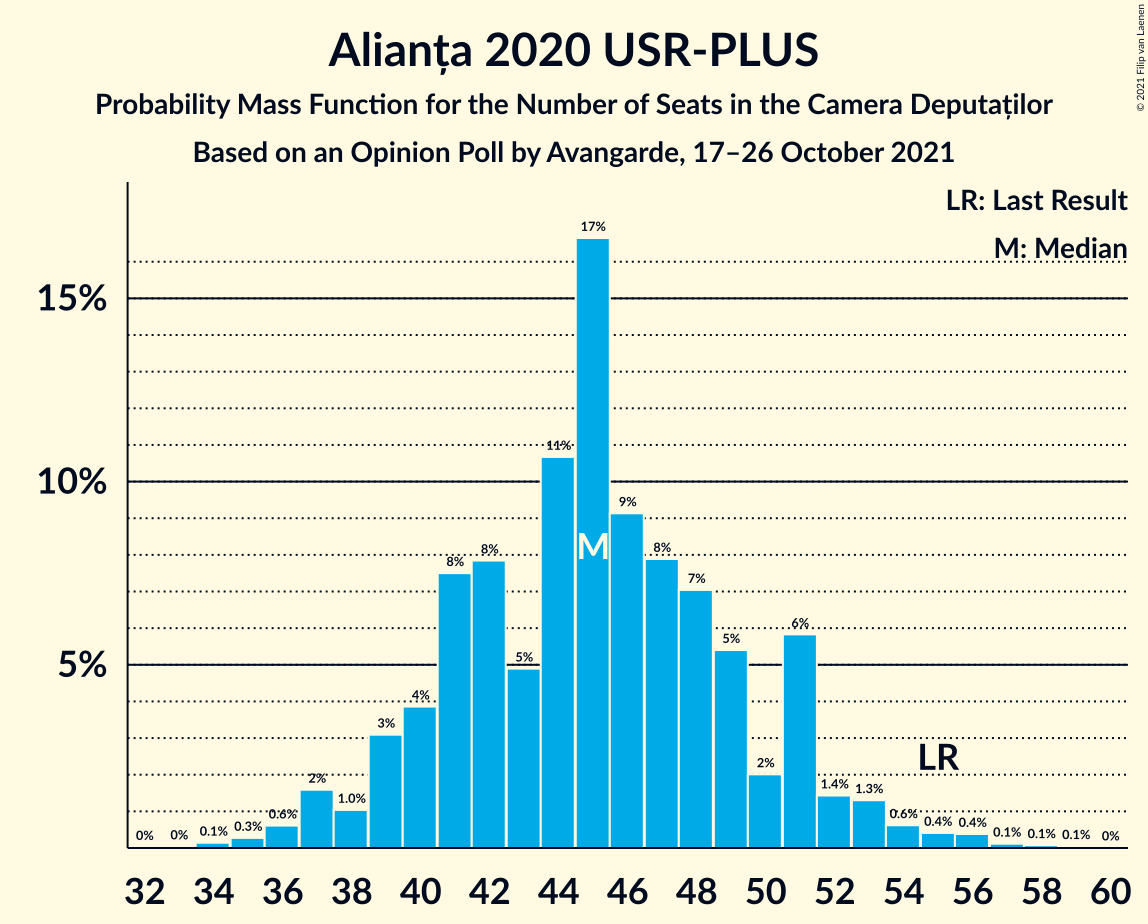 Alianța 2020 USR-PLUS
Probability Mass Function for the Number of Seats in the Camera Deputaților
Based on an Opinion Poll by Avangarde, 17–26 October 2021
© 2021 Filip van Laenen
LR: Last Result
M: Median
15%
10%
5%
0% 0% 0.1% 0.3% 0.6% 2% 1.0% 3% 4% 8% 8% 5% 11% 17% 9% 8% 7% 5% 2% 6% 1.4% 1.3% 0.6% 0.4% 0.4% 0.1% 0.1% 0.1% 0%
M
LR
32 34 36 38 40 42 44 46 48 50 52 54 56 58 60